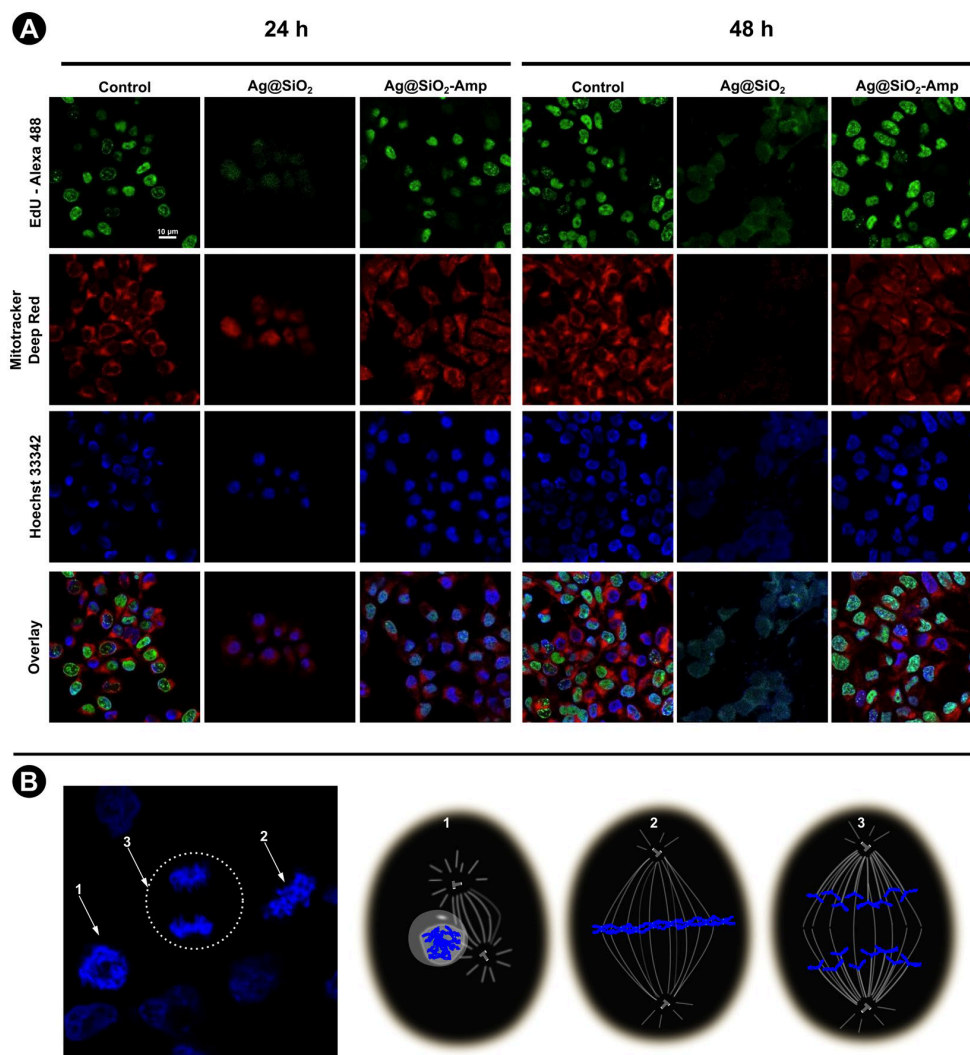 A
24 h
48 h
Control
Ag@SiO₂
Ag@SiO₂-Amp
Control
Ag@SiO₂
Ag@SiO₂-Amp
EdU - Alexa 488
10 µm
Mitotracker
Deep Red
Hoechst 33342
Overlay
B
1
3
2
1
2
3